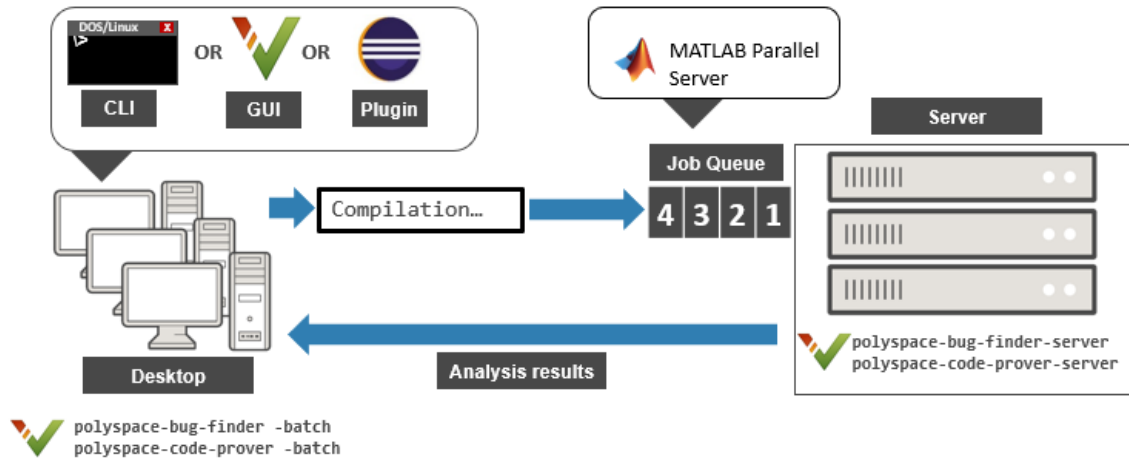 DOS/Linux X
\>
OR
OR
CLI
GUI
Plugin
MATLAB Parallel
Server
Server
Job Queue
4 3 2 1
Compilation…
polyspace-bug-finder-server
polyspace-code-prover-server
Desktop
Analysis results
polyspace-bug-finder -batch
polyspace-code-prover -batch